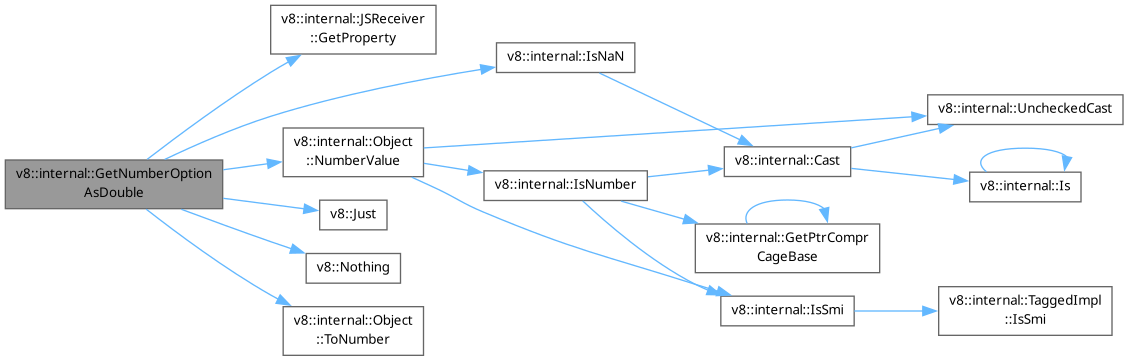 v8::internal::JSReceiver
::GetProperty
v8::internal::IsNaN
v8::internal::UncheckedCast
v8::internal::Object
::NumberValue
v8::internal::Cast
v8::internal::GetNumberOption
AsDouble
v8::internal::IsNumber
v8::internal::Is
v8::Just
v8::internal::GetPtrCompr
CageBase
v8::Nothing
v8::internal::IsSmi
v8::internal::TaggedImpl
::IsSmi
v8::internal::Object
::ToNumber